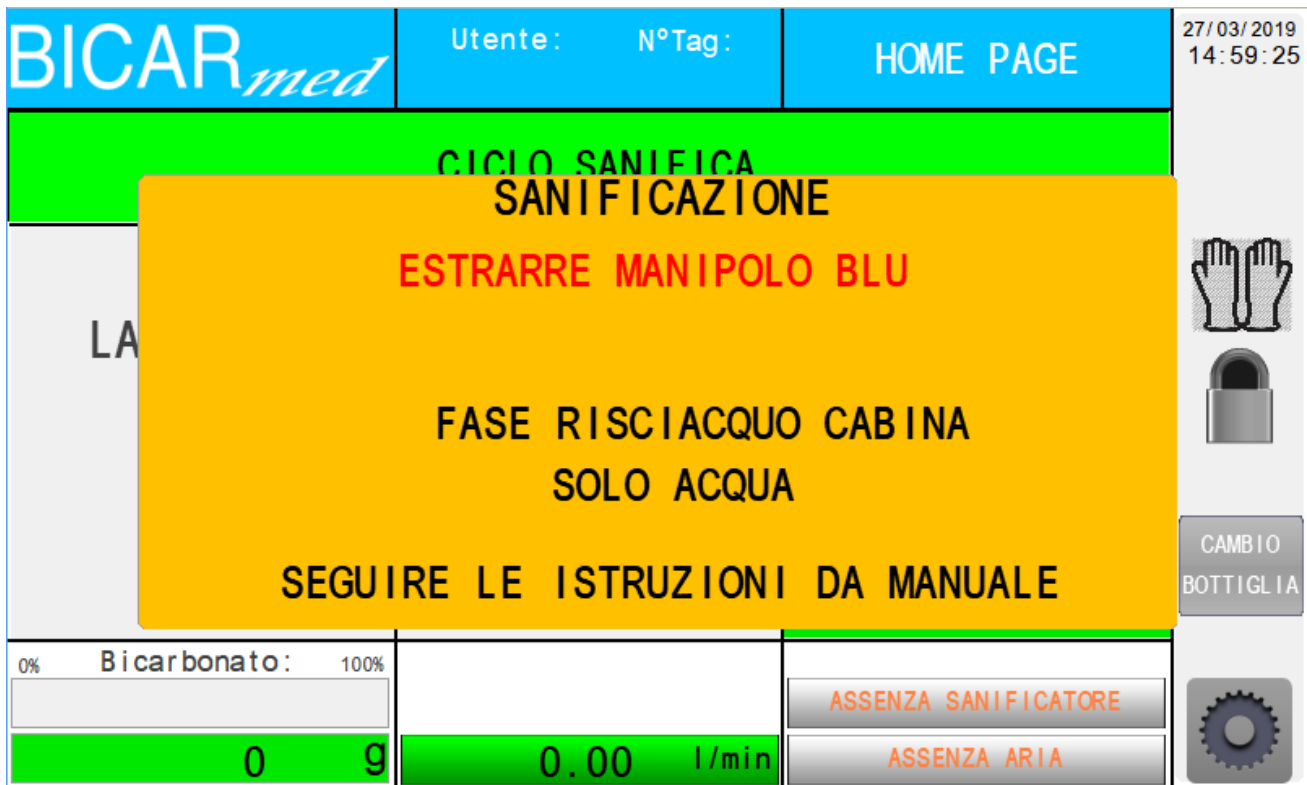 BICARmed
Utente: N°Tag:
HOME PAGE
27/03/2019
14:59:25
CICLO SANIFICA
SANIFICAZIONE
ESTRARRE MANIPOLO BLU
LA
FASE RISCIACQUO CABINA
SOLO ACQUA
SEGUIRE LE ISTRUZIONI DA MANUALE
CAMBIO
BOTTIGLIA
0% Bicarbonato: 100%
ASSENZA SANIFICATORE
0 g
0.00 l/min
ASSENZA ARIA